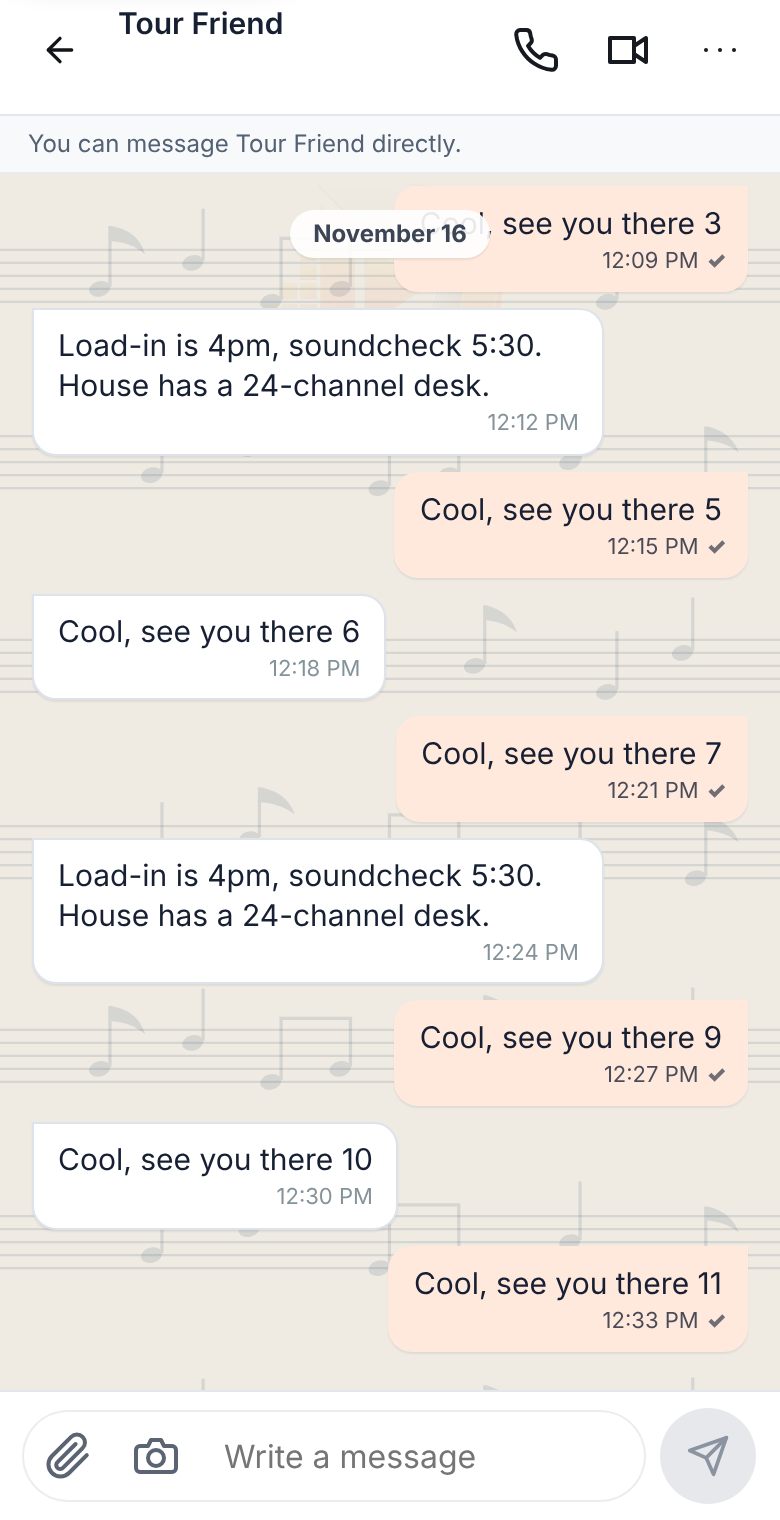 Tour Friend
You can message Tour Friend directly.
Cool, see you there 3
November 16
12:09 PM
Load-in is 4pm, soundcheck 5:30.
House has a 24-channel desk.
12:12 PM
Cool, see you there 5
12:15 PM
Cool, see you there 6
12:18 PM
Cool, see you there 7
12:21 PM
Load-in is 4pm, soundcheck 5:30.
House has a 24-channel desk.
12:24 PM
Cool, see you there 9
12:27 PM
Cool, see you there 10
12:30 PM
Cool, see you there 11
12:33 PM
Write a message